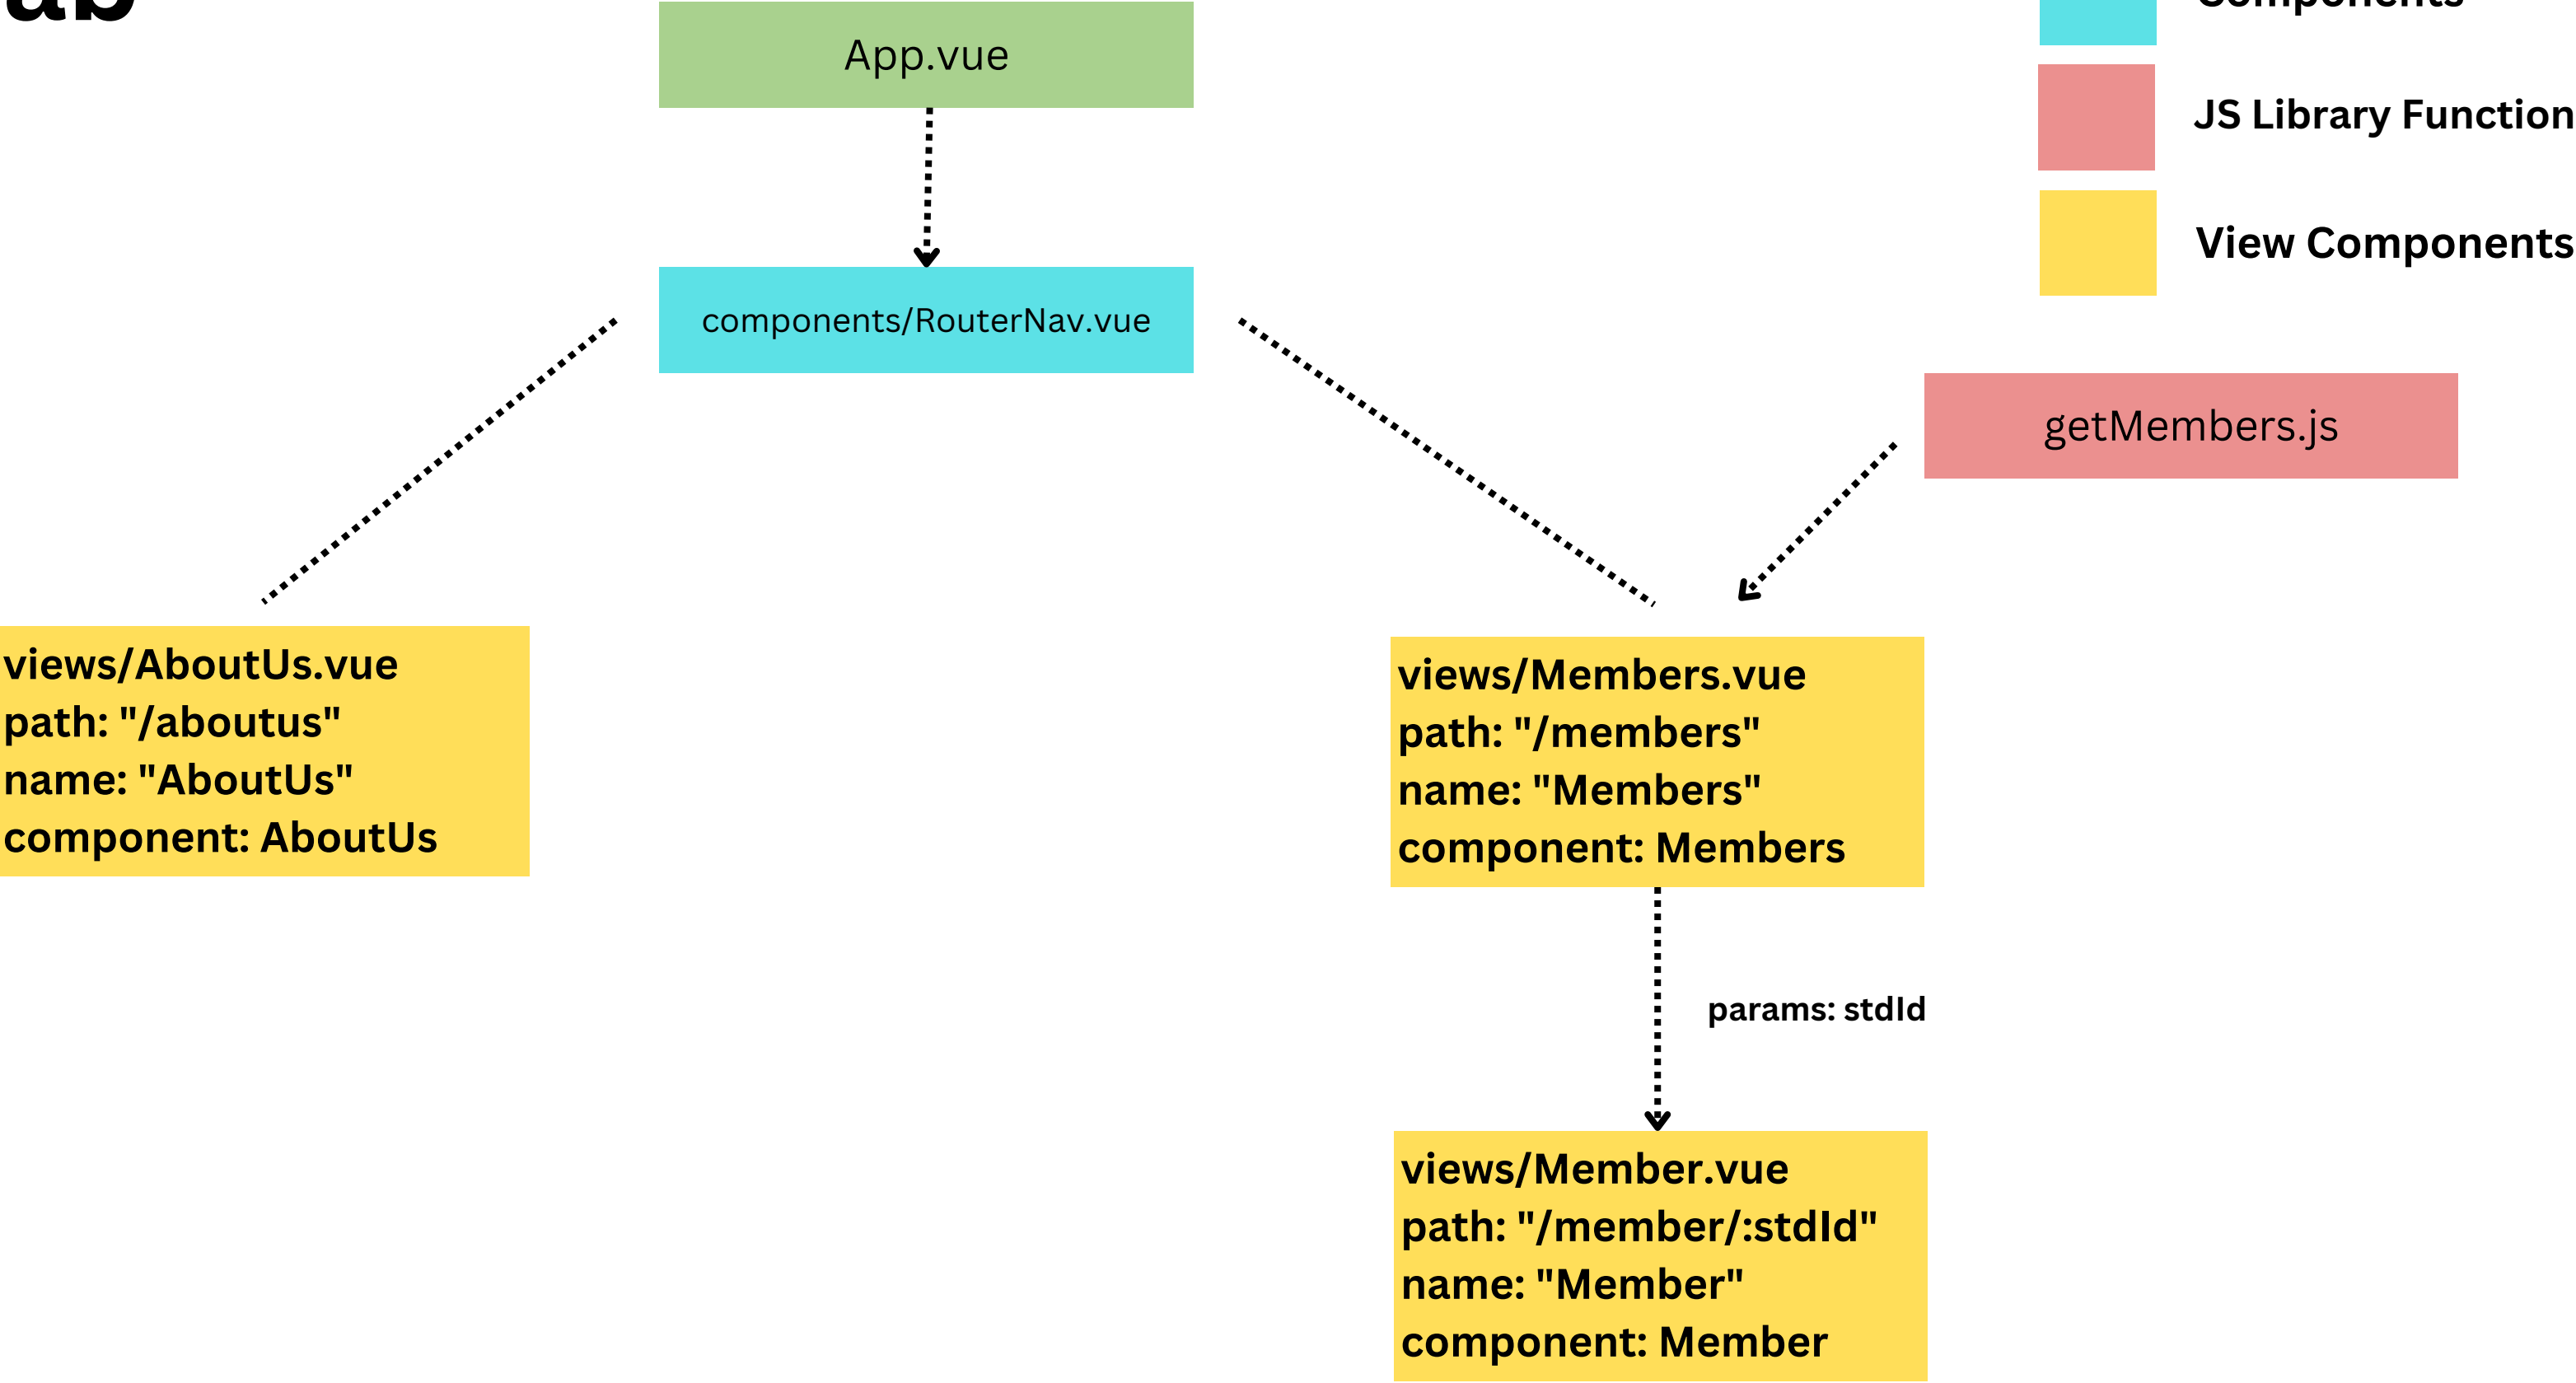 App.vue
Components
JS Library Function
View Components
components/RouterNav.vue
getMembers.js
views/AboutUs.vue
path: "/aboutus"
name: "AboutUs"
component: AboutUs
views/Members.vue
path: "/members"
name: "Members"
component: Members
params: stdId
views/Member.vue
path: "/member/:stdId"
name: "Member"
component: Member